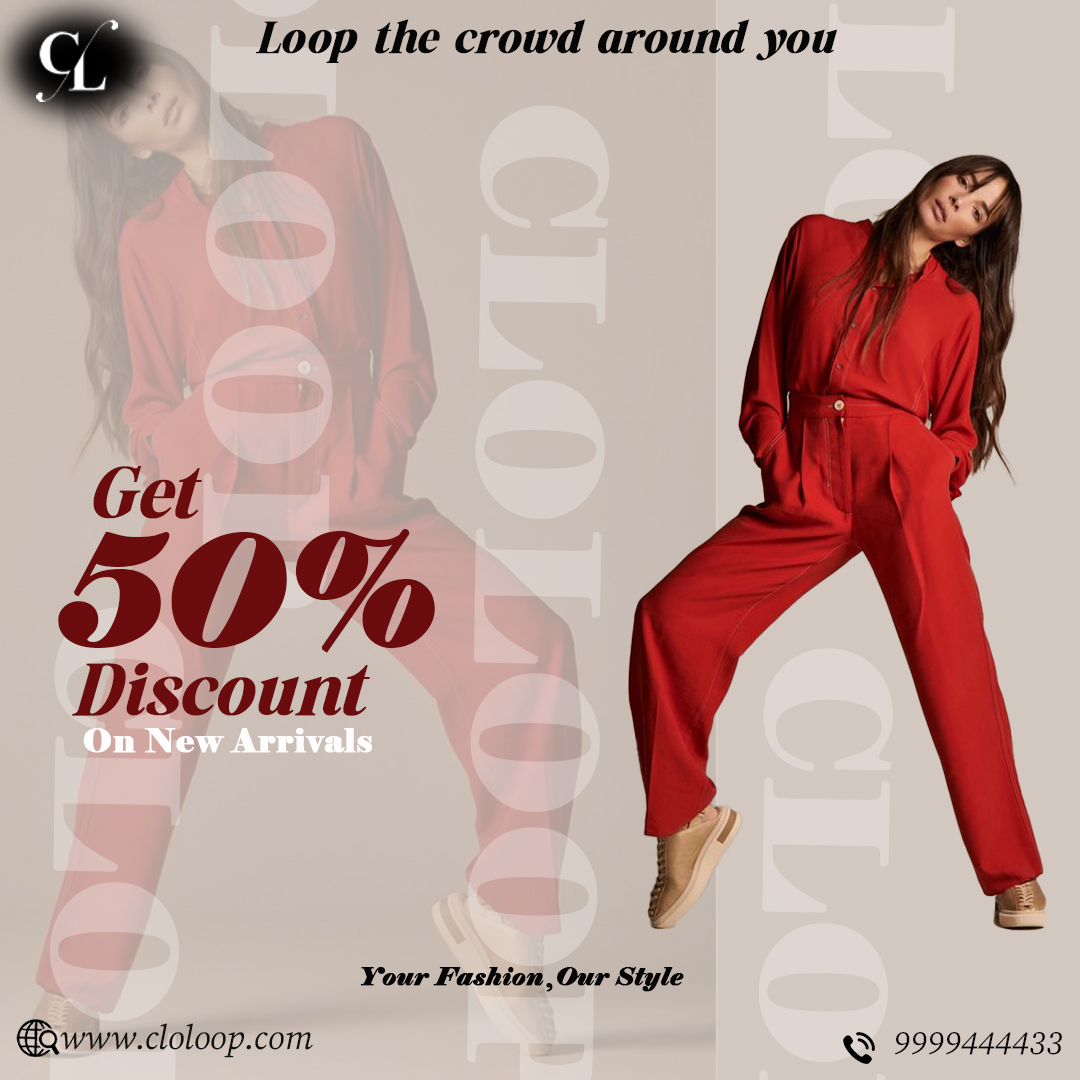 CL
Loop the crowd around you
CLOLOOP
CLOLOOP
CLOLOOP
CLOLOOP
Get
50%
Discount
On New Arrivals
Your Fashion,Our Style
www.cloloop.com
9999444433